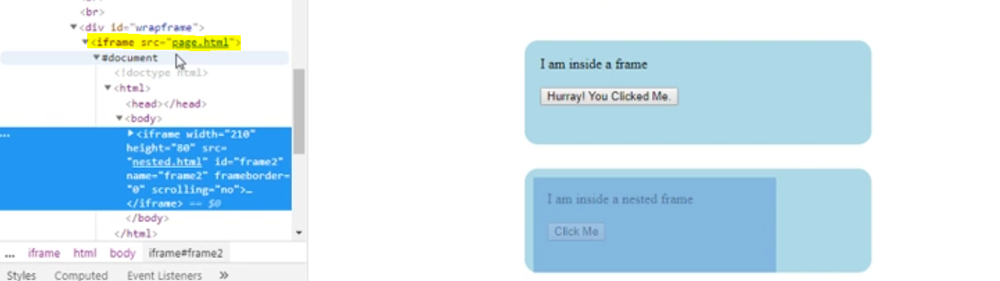 <br>
<div id="wrapframe">
<iframe src="page.html">
#document
<!doctype html>
<html>
<head></head>
<body>
...
<iframe width="210"
height="80" src=
"nested.html" id="frame2"
name="frame2" frameborder=
"0" scrolling="no">…
</iframe> == $0
</body>
</html>
... iframe html body iframe#frame2
Styles Computed Event Listeners »
I am inside a frame
Hurray! You Clicked Me.
I am inside a nested frame
Click Me